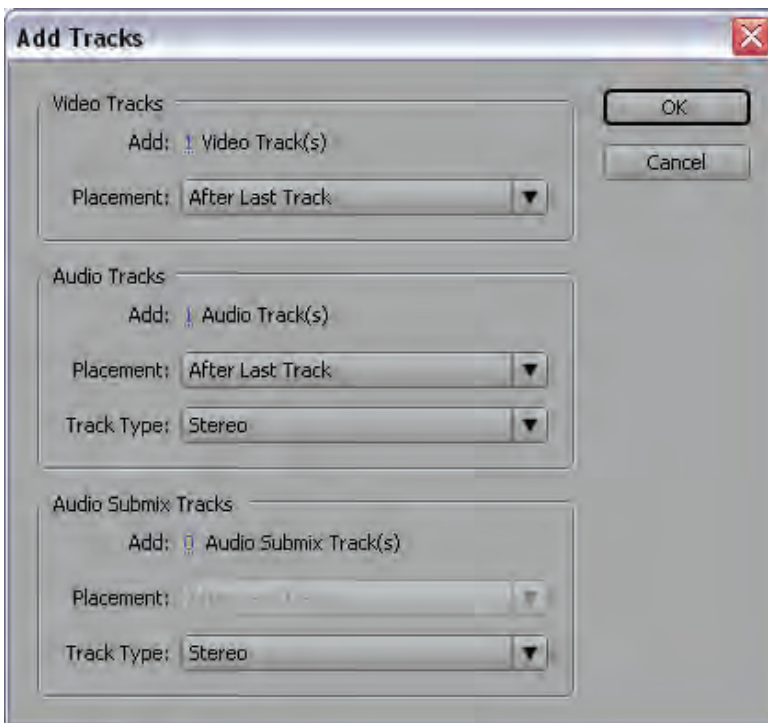 Add Tracks
Video Tracks
OK
Add: 1 Video Track(s)
Cancel
Placement: After Last Track
Audio Tracks
Add: 1 Audio Track(s)
Placement: After Last Track
Track Type: Stereo
Audio Submix Tracks
Add: 0 Audio Submix Track(s)
Placement:
Track Type: Stereo